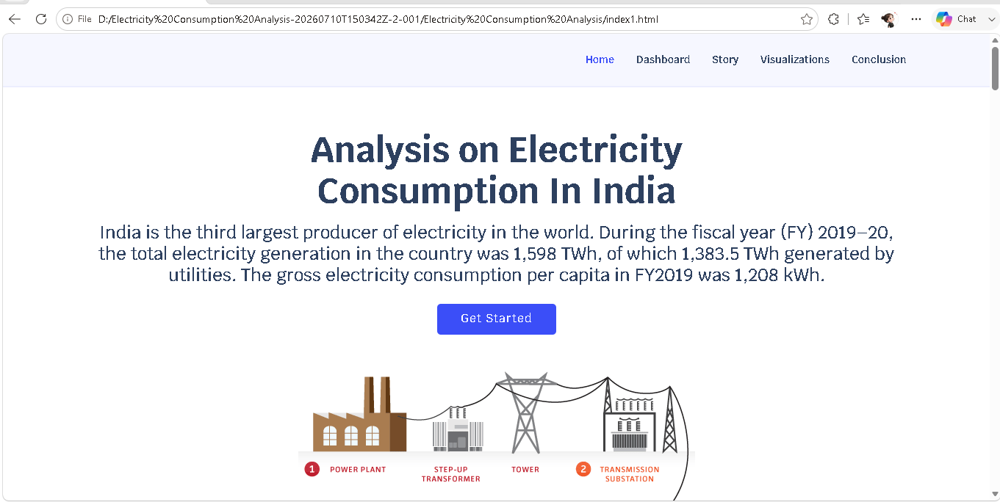 File D:/Electricity%20Consumption%20Analysis-20260710T150342Z-2-001/Electricity%20Consumption%20Analysis/index1.html
Chat
Home Dashboard Story Visualizations Conclusion
Analysis on Electricity
Consumption In India
India is the third largest producer of electricity in the world. During the fiscal year (FY) 2019–20,
the total electricity generation in the country was 1,598 TWh, of which 1,383.5 TWh generated by
utilities. The gross electricity consumption per capita in FY2019 was 1,208 kWh.
Get Started
1 POWER PLANT
STEP-UP
TRANSFORMER
TOWER
2 TRANSMISSION
SUBSTATION